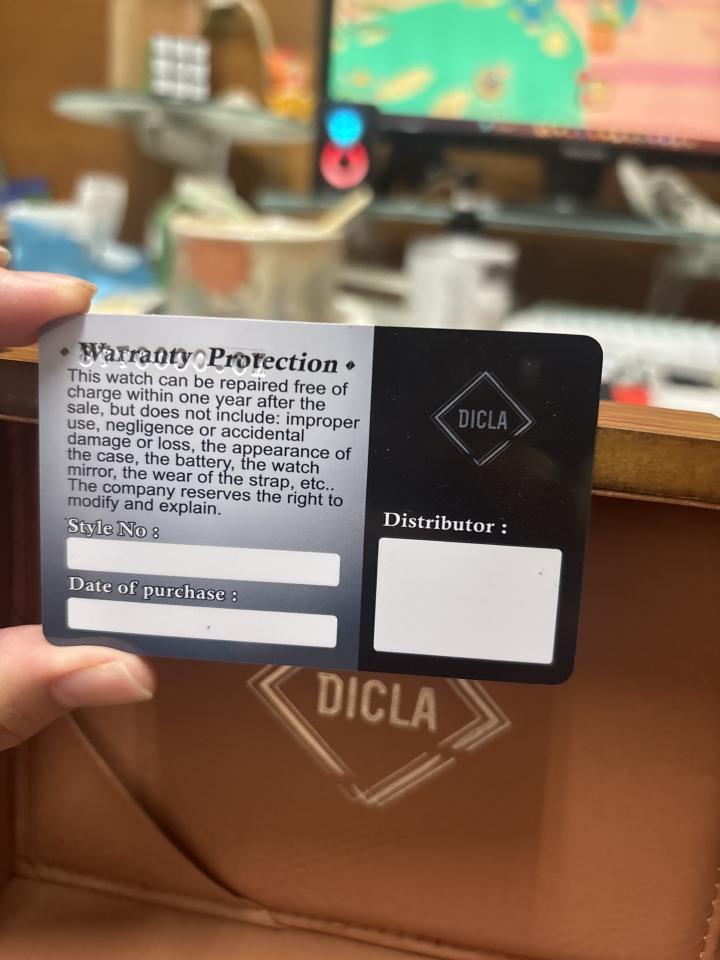 Warranty Protection
This watch can be repaired free of
charge within one year after the
sale, but does not include: improper
use, negligence or accidental
damage or loss, the appearance of
the case, the battery, the watch
mirror, the wear of the strap, etc..
The company reserves the right to
modify and explain.
Style No :
Date of purchase :
DICLA
Distributor :
DICLA